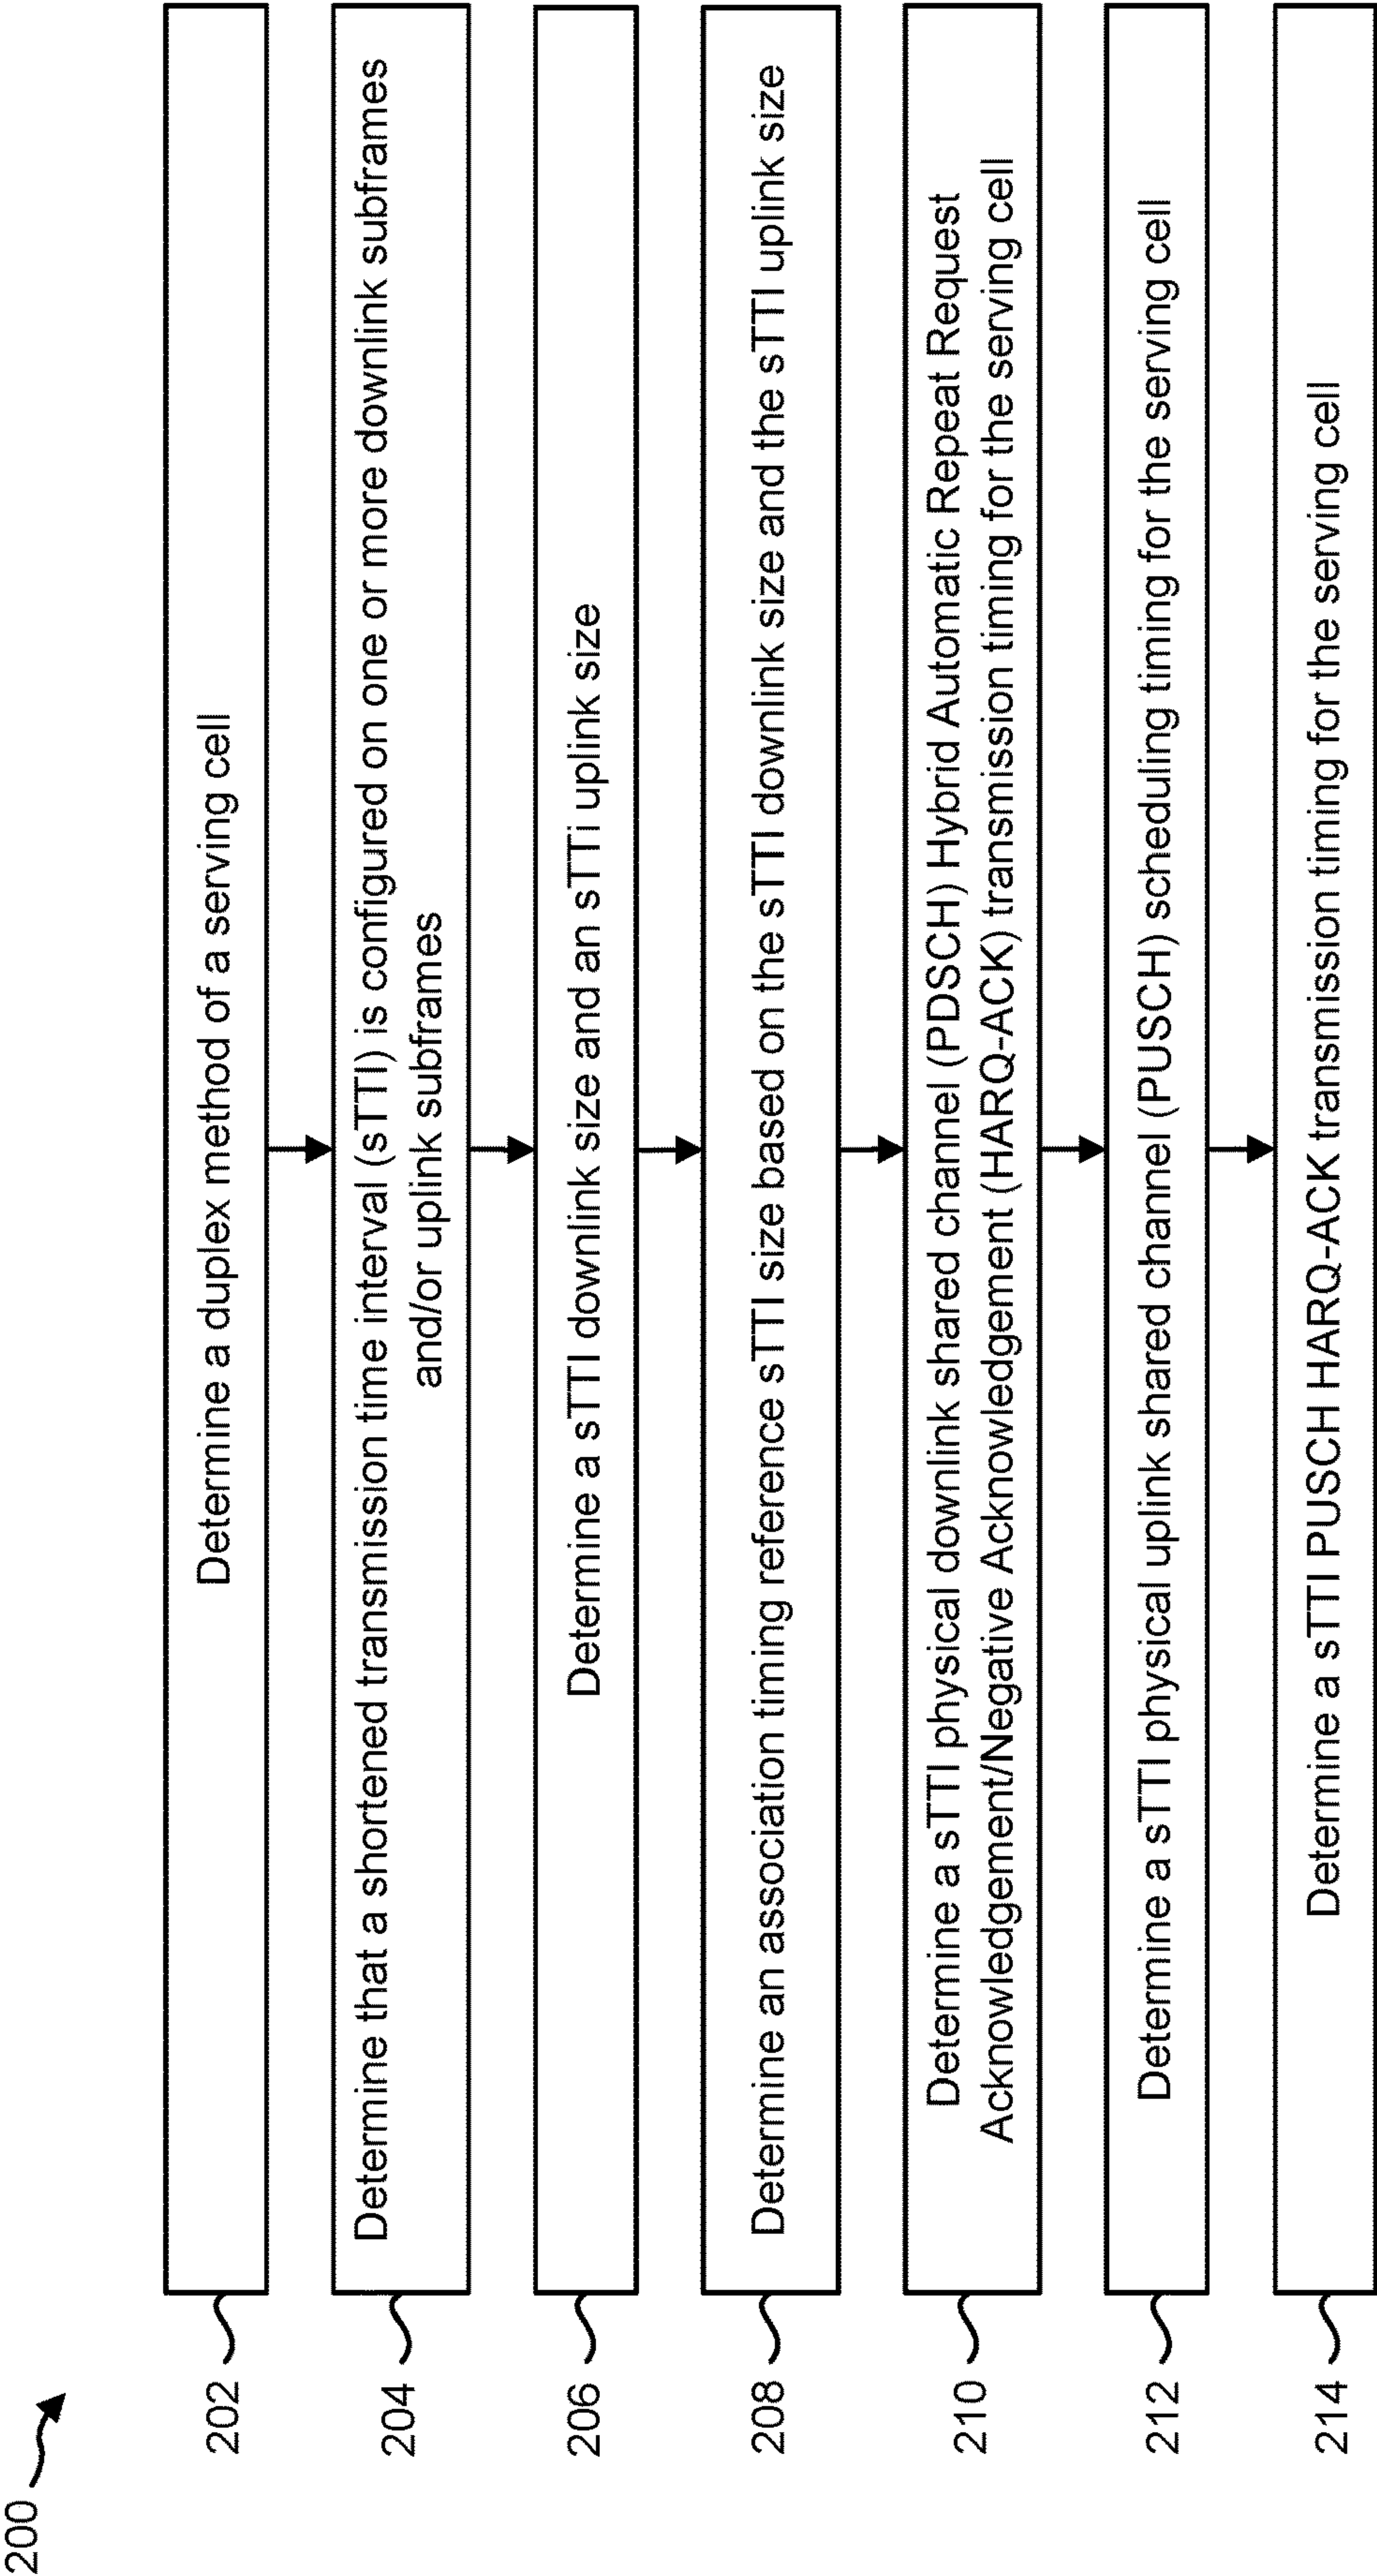 200
202
Determine a duplex method of a serving cell
204
Determine that a shortened transmission time interval (sTTI) is configured on one or more downlink subframes
and/or uplink subframes
206
Determine a sTTI downlink size and an sTTi uplink size
208
Determine an association timing reference sTTI size based on the sTTI downlink size and the sTTI uplink size
210
Determine a sTTI physical downlink shared channel (PDSCH) Hybrid Automatic Repeat Request
Acknowledgement/Negative Acknowledgement (HARQ-ACK) transmission timing for the serving cell
212
Determine a sTTI physical uplink shared channel (PUSCH) scheduling timing for the serving cell
214
Determine a sTTI PUSCH HARQ-ACK transmission timing for the serving cell